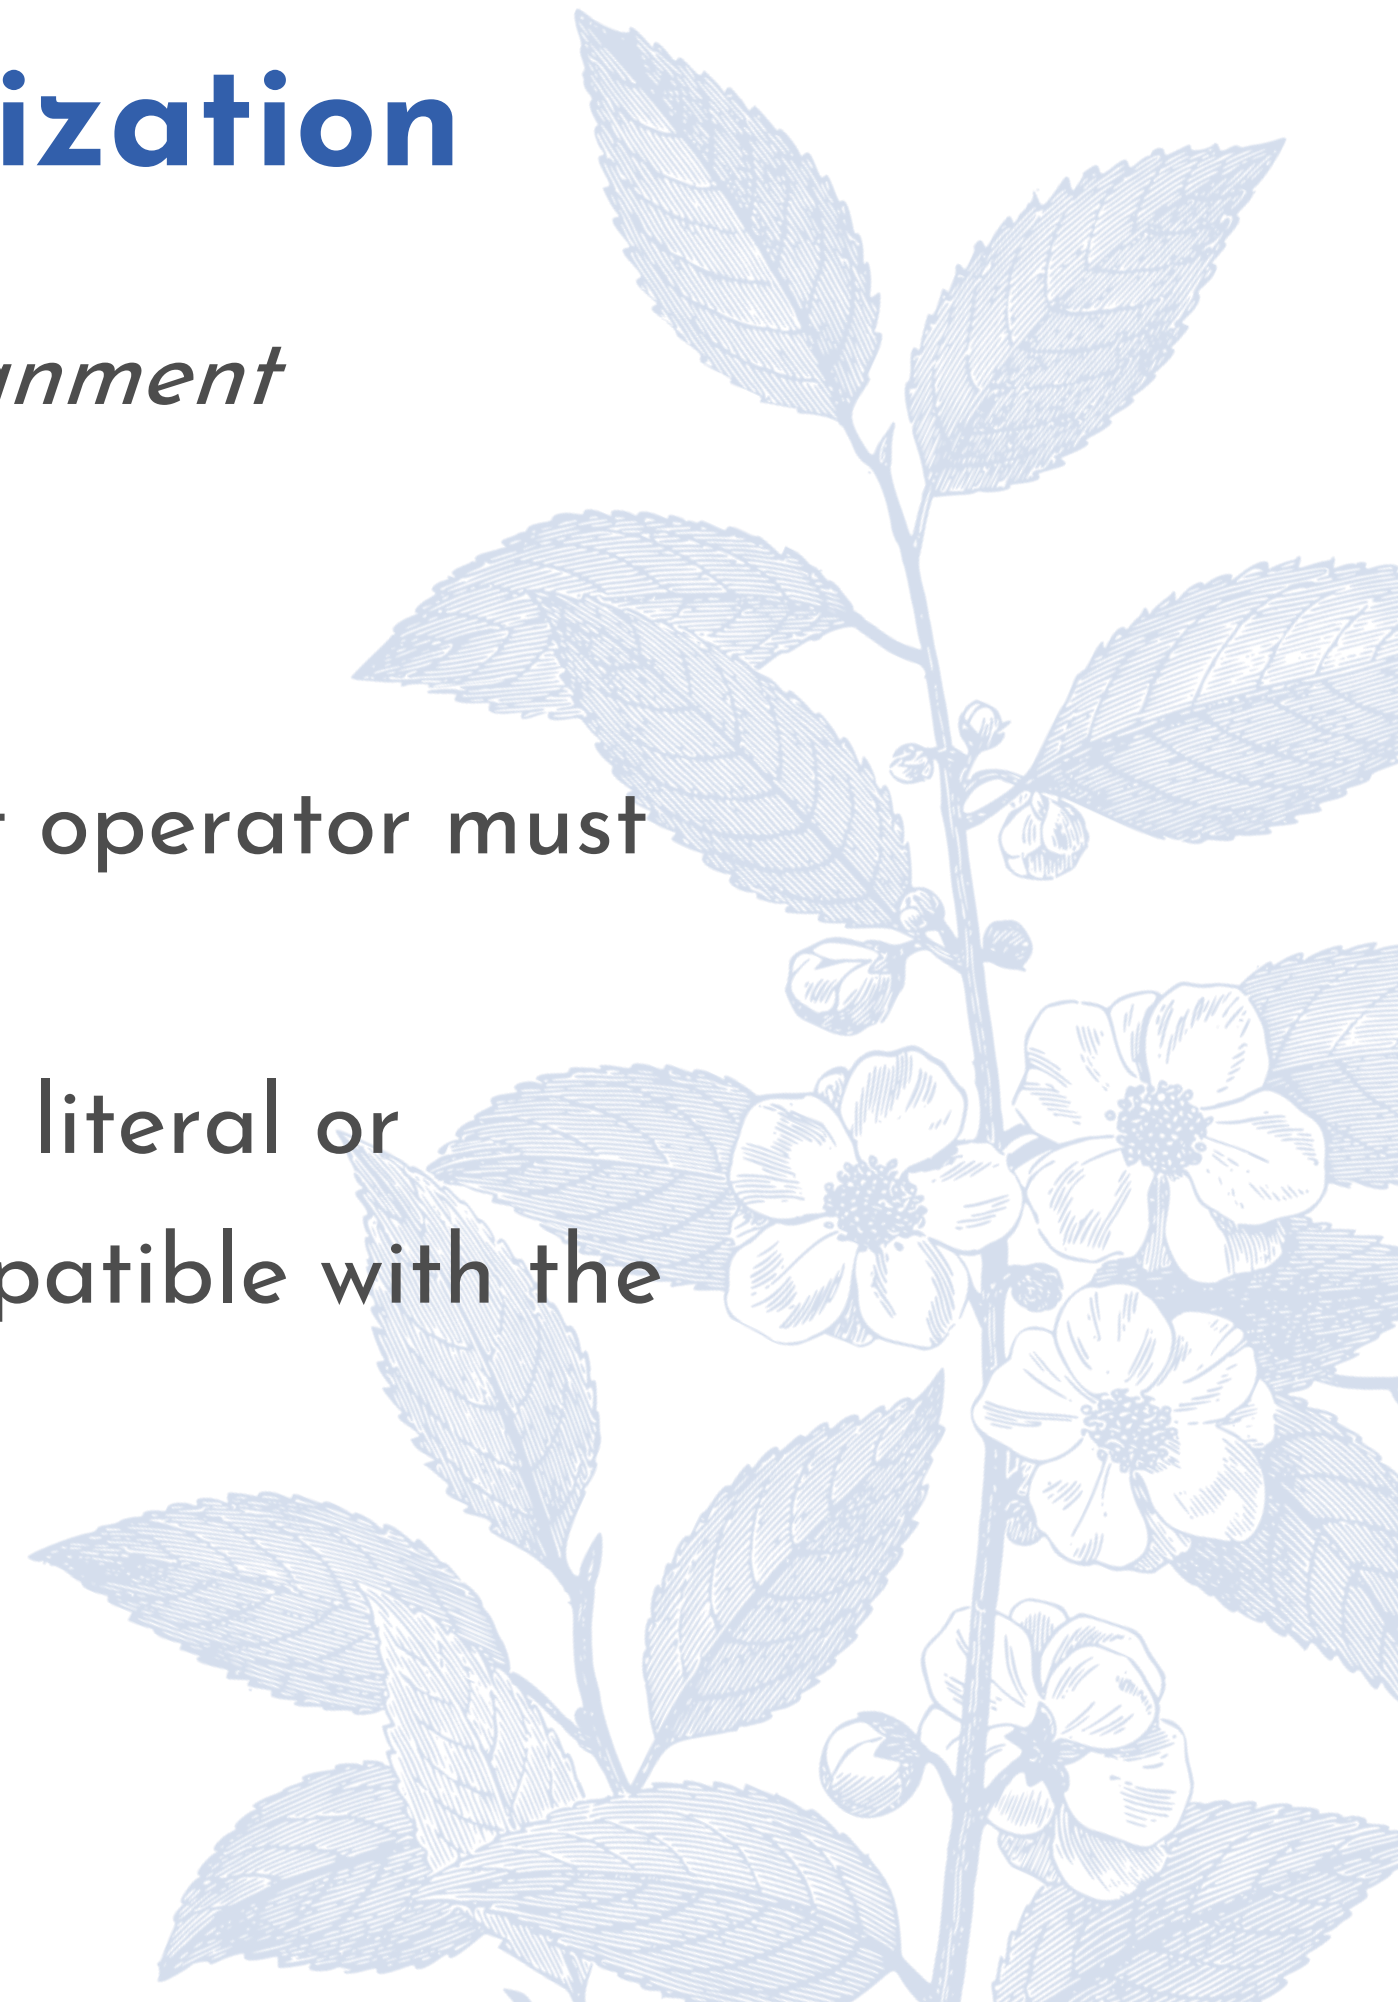 ization
nment
operator must
literal or
patible with the